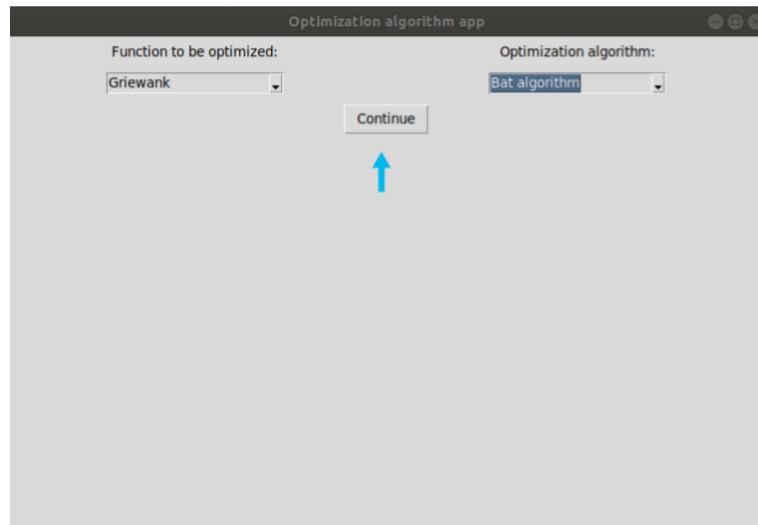 Optimization algorithm app
Function to be optimized:
Optimization algorithm:
Griewank
Bat algorithm
Continue